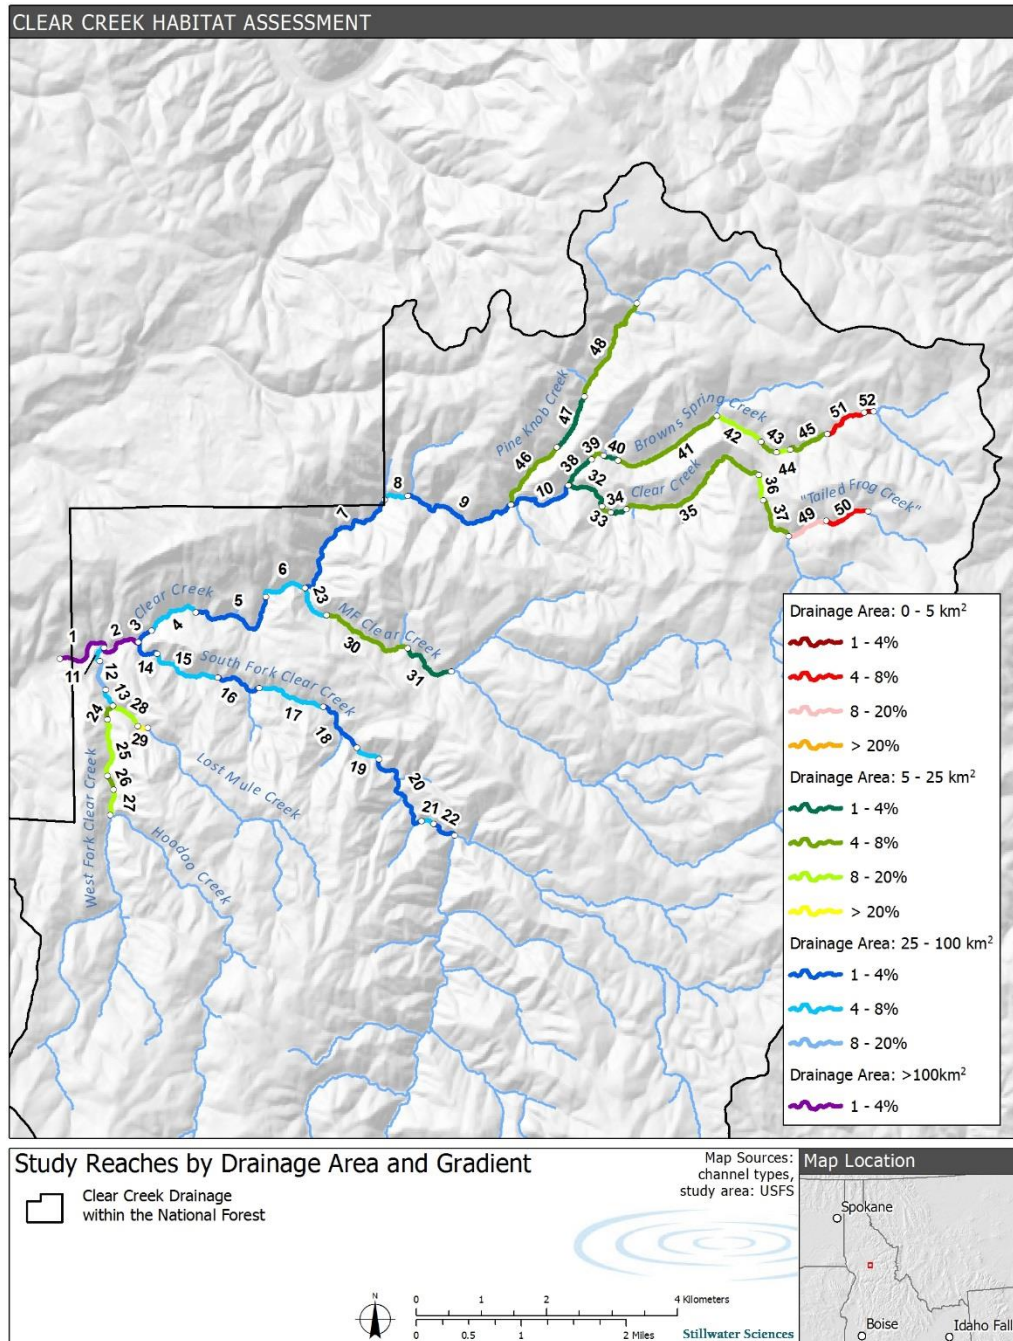 CLEAR CREEK HABITAT ASSESSMENT
48
Pine Knob Creek
47
52
51
Brown's Spring Creek
42
43
45
44
39
40
41
46
38
32
Clear Creek
36
8
9
10
34
33
35
37
"Tailed Frog Creek"
49
50
7
6
Clear Creek
5
23
4
MF Clear Creek
3
2
1
30
14
15
South Fork Clear Creek
31
11
12
16
13
28
17
24
29
18
25
Lost Mule Creek
19
26
20
27
21
22
West Fork Clear Creek
Hoodoo Creek
Drainage Area: 0 - 5 km²
1 - 4%
4 - 8%
8 - 20%
> 20%
Drainage Area: 5 - 25 km²
1 - 4%
4 - 8%
8 - 20%
> 20%
Drainage Area: 25 - 100 km²
1 - 4%
4 - 8%
8 - 20%
Drainage Area: >100km²
1 - 4%
Study Reaches by Drainage Area and Gradient
Clear Creek Drainage
within the National Forest
Map Sources:
channel types,
study area: USFS
N
0 1 2 4 Kilometers
0 0.5 1 2 Miles
Stillwater Sciences
Map Location
Spokane
Boise
Idaho Fall